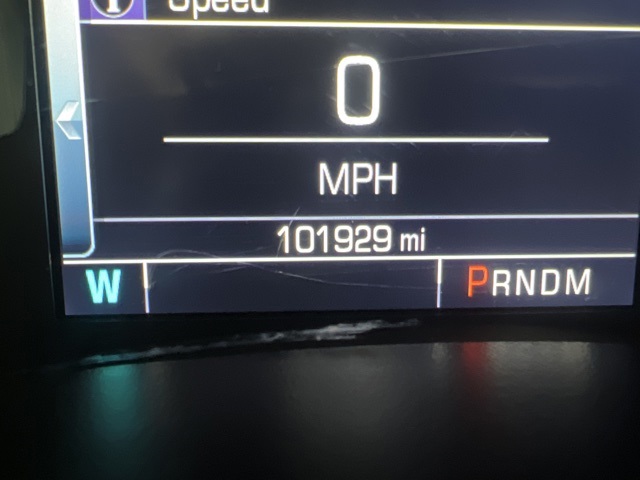 Speed
0
MPH
101929 mi
W PRNDM